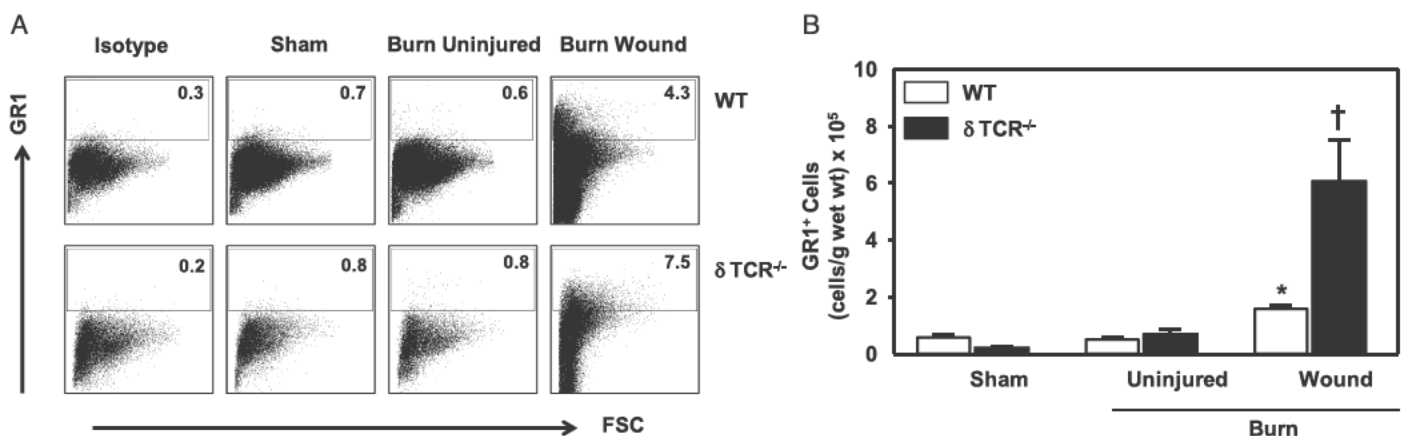 A
Isotype
Sham
Burn Uninjured
Burn Wound
GR1
0.3
0.7
0.6
4.3
WT
0.2
0.8
0.8
7.5
δ TCR-/-
FSC
B
GR1+ Cells
(cells/g wet wt) x 10⁵
10
8
6
4
2
0
WT
δ TCR-/-
*
†
Sham
Uninjured
Wound
Burn